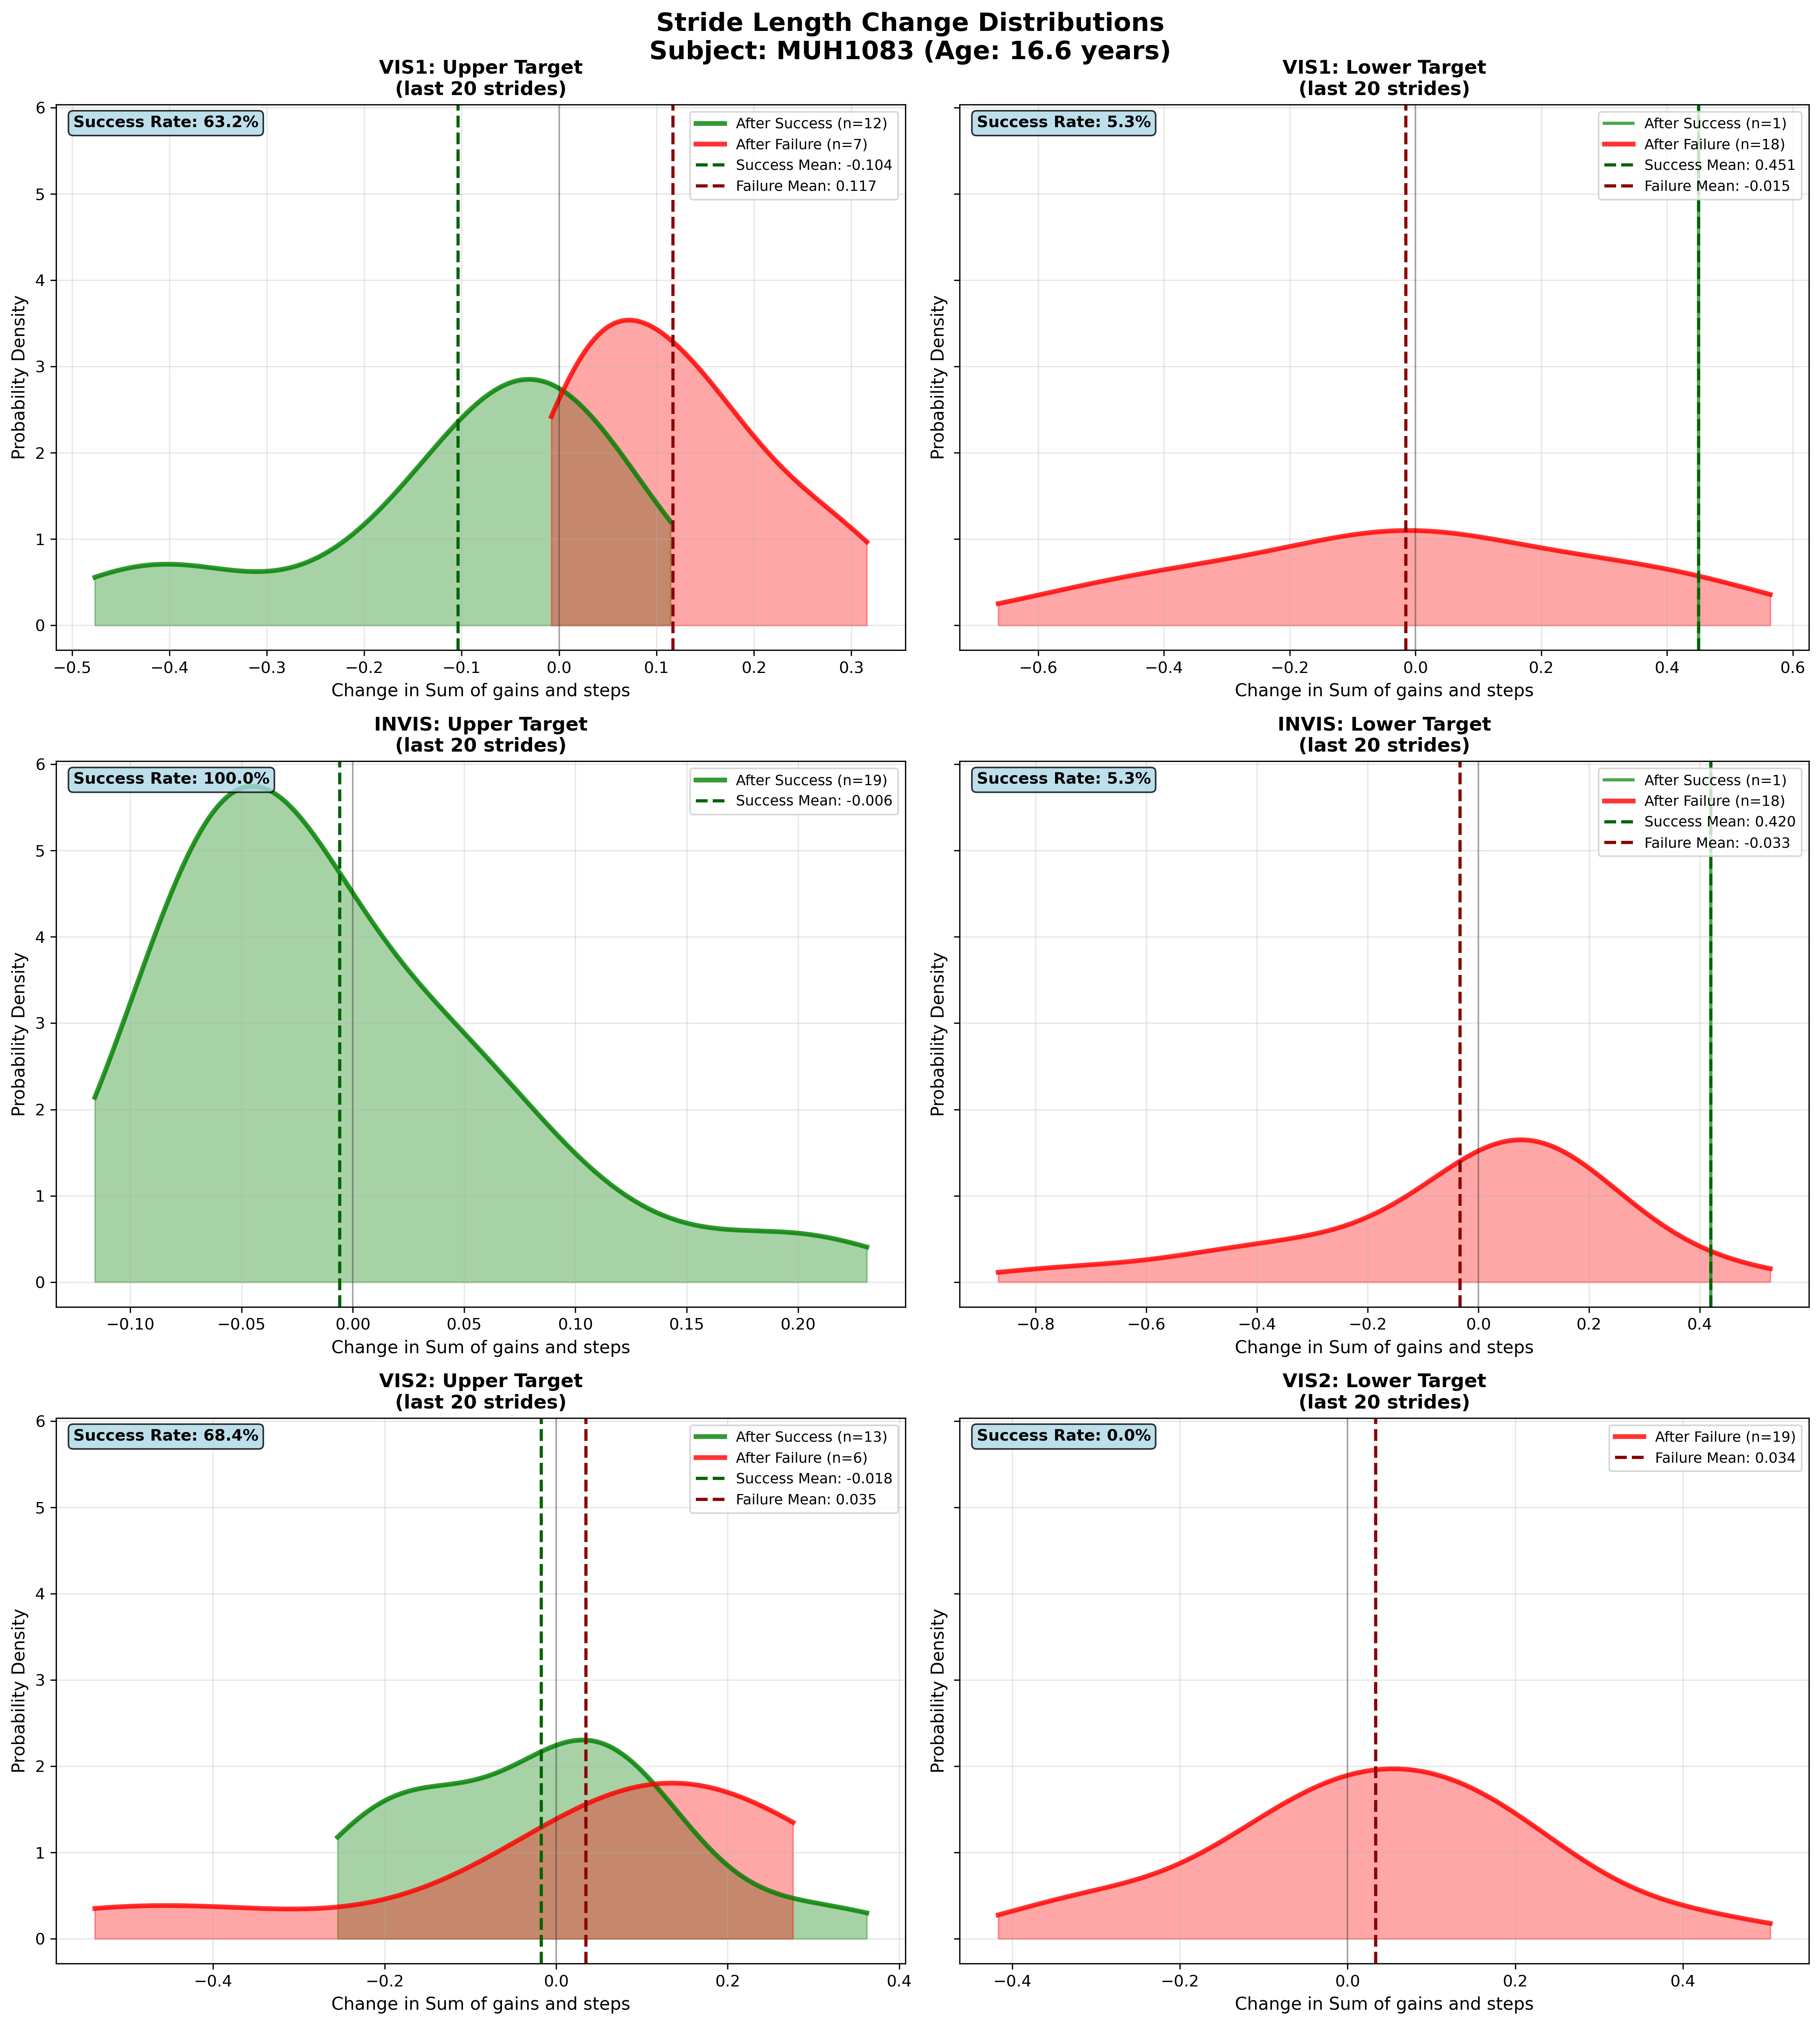 Stride Length Change Distributions
Subject: MUH1083 (Age: 16.6 years)
VIS1: Upper Target
(last 20 strides)
Success Rate: 63.2%
After Success (n=12)
After Failure (n=7)
Success Mean: -0.104
Failure Mean: 0.117
Probability Density
6
5
4
3
2
1
0
−0.5 −0.4 −0.3 −0.2 −0.1 0.0 0.1 0.2 0.3
Change in Sum of gains and steps
VIS1: Lower Target
(last 20 strides)
Success Rate: 5.3%
After Success (n=1)
After Failure (n=18)
Success Mean: 0.451
Failure Mean: -0.015
Probability Density
−0.6 −0.4 −0.2 0.0 0.2 0.4 0.6
Change in Sum of gains and steps
INVIS: Upper Target
(last 20 strides)
Success Rate: 100.0%
After Success (n=19)
Success Mean: -0.006
Probability Density
6
5
4
3
2
1
0
−0.10 −0.05 0.00 0.05 0.10 0.15 0.20
Change in Sum of gains and steps
INVIS: Lower Target
(last 20 strides)
Success Rate: 5.3%
After Success (n=1)
After Failure (n=18)
Success Mean: 0.420
Failure Mean: -0.033
Probability Density
−0.8 −0.6 −0.4 −0.2 0.0 0.2 0.4
Change in Sum of gains and steps
VIS2: Upper Target
(last 20 strides)
Success Rate: 68.4%
After Success (n=13)
After Failure (n=6)
Success Mean: -0.018
Failure Mean: 0.035
Probability Density
6
5
4
3
2
1
0
−0.4 −0.2 0.0 0.2 0.4
Change in Sum of gains and steps
VIS2: Lower Target
(last 20 strides)
Success Rate: 0.0%
After Failure (n=19)
Failure Mean: 0.034
Probability Density
−0.4 −0.2 0.0 0.2 0.4
Change in Sum of gains and steps